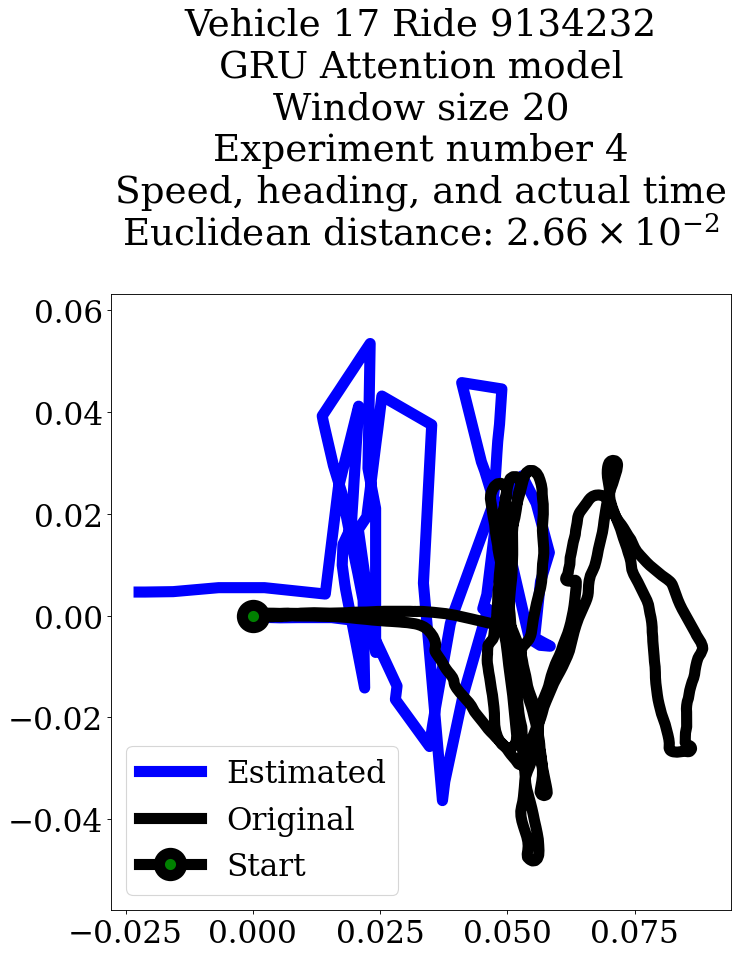 Vehicle 17 Ride 9134232
GRU Attention model
Window size 20
Experiment number 4
Speed, heading, and actual time
Euclidean distance: 2.66 × 10⁻²
0.06
0.04
0.02
0.00
−0.02
−0.04
Estimated
Original
Start
−0.025 0.000 0.025 0.050 0.075